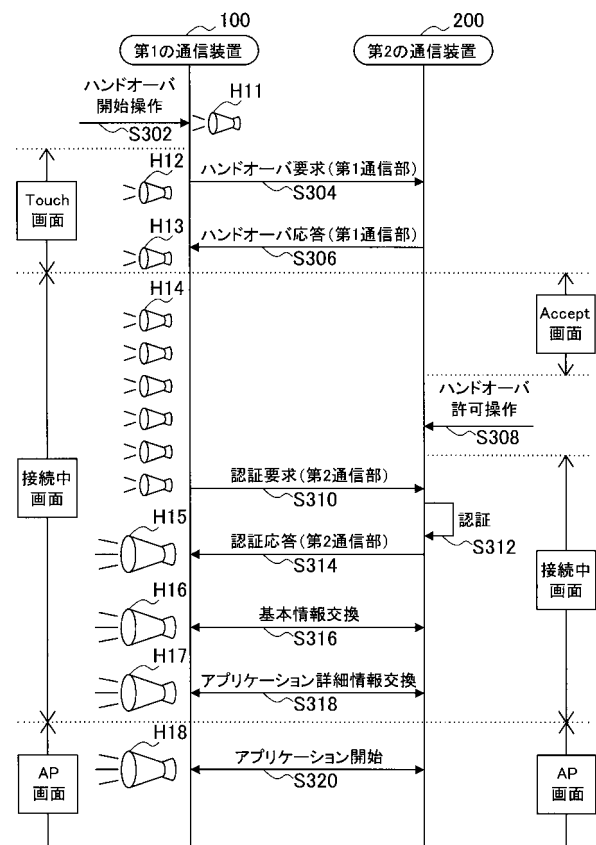 100
200
第1の通信装置
第2の通信装置
ハンドオーバ
開始操作
S302
H11
H12
ハンドオーバ要求(第1通信部)
S304
Touch
画面
H13
ハンドオーバ応答(第1通信部)
S306
H14
Accept
画面
ハンドオーバ
許可操作
S308
接続中
画面
認証要求(第2通信部)
S310
認証
S312
H15
認証応答(第2通信部)
S314
接続中
画面
H16
基本情報交換
S316
H17
アプリケーション詳細情報交換
S318
H18
アプリケーション開始
S320
AP
画面
AP
画面